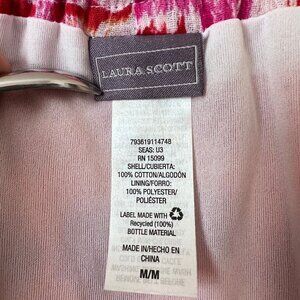 LAURA SCOTT
793619114748
SEAS: U3
RN 15099
SHELL/CUBIERTA:
100% COTTON/ALGODÓN
LINING/FORRO:
100% POLYESTER/
POLIÉSTER
LABEL MADE WITH
Recycled (100%)
BOTTLE MATERIAL
MADE IN/HECHO EN
CHINA
M/M